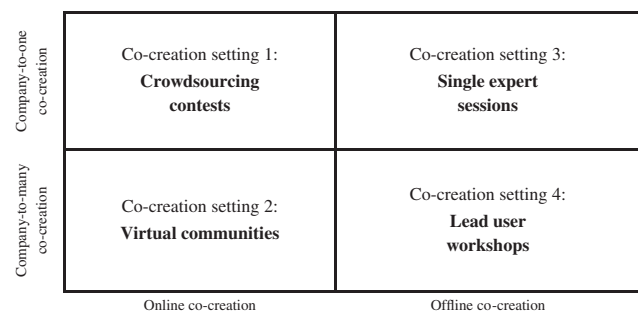 Company-to-one
co-creation
Co-creation setting 1:
Crowdsourcing
contests
Co-creation setting 3:
Single expert
sessions
Company-to-many
co-creation
Co-creation setting 2:
Virtual communities
Co-creation setting 4:
Lead user
workshops
Online co-creation
Offline co-creation